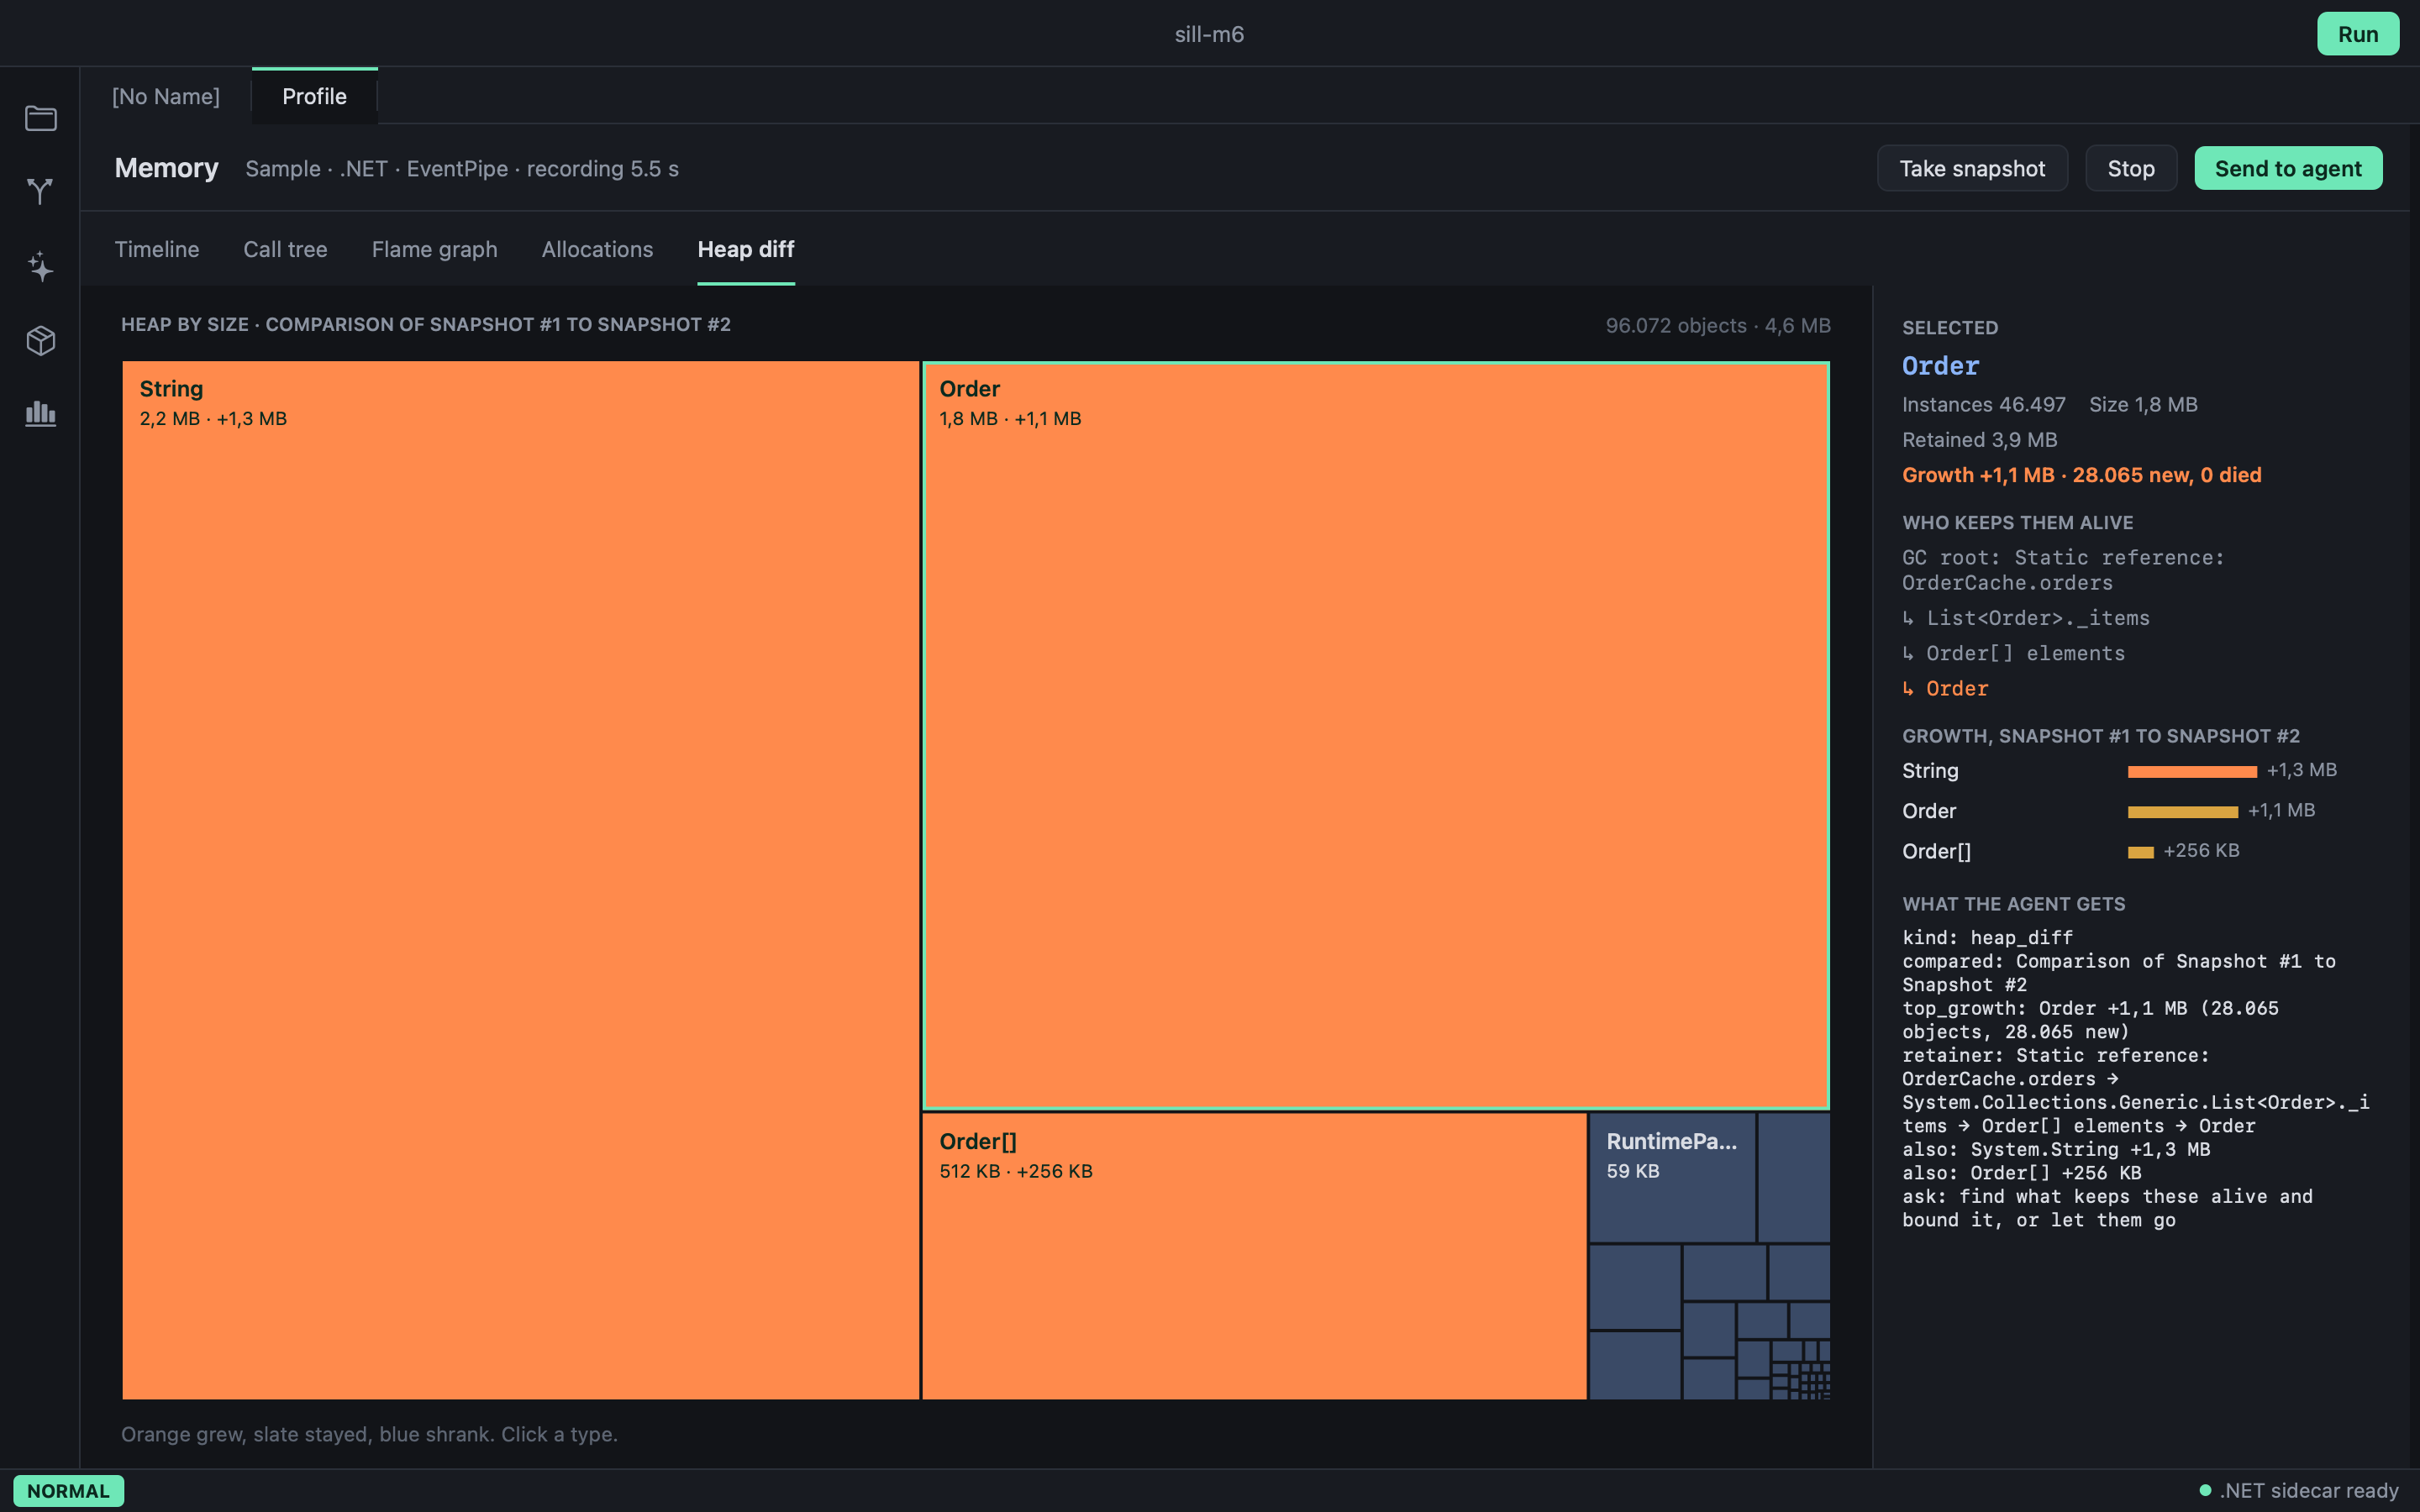 sill-m6
Run
[No Name]
Profile
Memory
Sample · .NET · EventPipe · recording 5.5 s
Take snapshot
Stop
Send to agent
Timeline
Call tree
Flame graph
Allocations
Heap diff
HEAP BY SIZE · COMPARISON OF SNAPSHOT #1 TO SNAPSHOT #2
96.072 objects · 4,6 MB
String
2,2 MB · +1,3 MB
Order
1,8 MB · +1,1 MB
Order[]
512 KB · +256 KB
RuntimePa...
59 KB
Orange grew, slate stayed, blue shrank. Click a type.
SELECTED
Order
Instances 46.497 Size 1,8 MB
Retained 3,9 MB
Growth +1,1 MB · 28.065 new, 0 died
WHO KEEPS THEM ALIVE
GC root: Static reference:
OrderCache.orders
↳ List<Order>._items
↳ Order[] elements
↳ Order
GROWTH, SNAPSHOT #1 TO SNAPSHOT #2
String +1,3 MB
Order +1,1 MB
Order[] +256 KB
WHAT THE AGENT GETS
kind: heap_diff
compared: Comparison of Snapshot #1 to
Snapshot #2
top_growth: Order +1,1 MB (28.065
objects, 28.065 new)
retainer: Static reference:
OrderCache.orders →
System.Collections.Generic.List<Order>._i
tems → Order[] elements → Order
also: System.String +1,3 MB
also: Order[] +256 KB
ask: find what keeps these alive and
bound it, or let them go
NORMAL
.NET sidecar ready